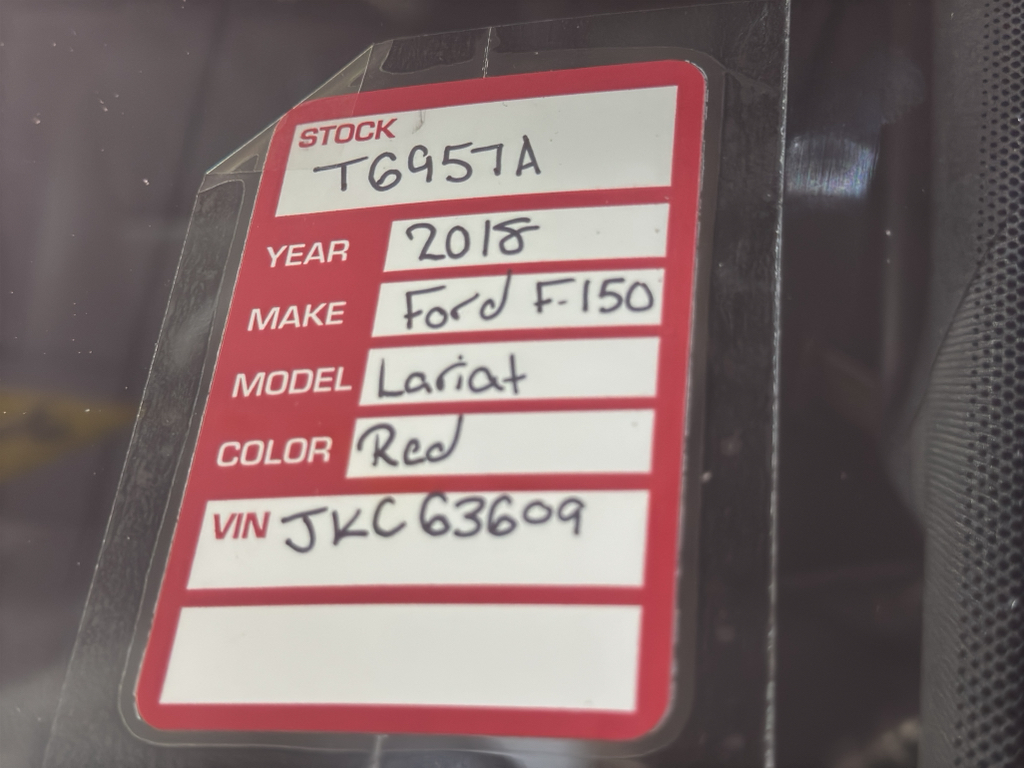 STOCK
T6957A
YEAR 2018
MAKE Ford F-150
MODEL Lariat
COLOR Red
VIN JKC63609